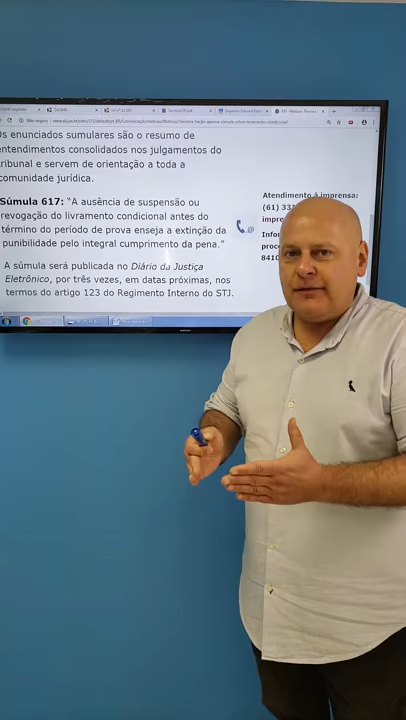 Os enunciados sumulares são o resumo de
entendimentos consolidados nos julgamentos do
tribunal e servem de orientação a toda a
comunidade jurídica.
Súmula 617: “A ausência de suspensão ou
revogação do livramento condicional antes do
término do período de prova enseja a extinção da
punibilidade pelo integral cumprimento da pena.”
A súmula será publicada no Diário da Justiça
Eletrônico, por três vezes, em datas próximas, nos
termos do artigo 123 do Regimento Interno do STJ.
Atendimento à imprensa:
(61)